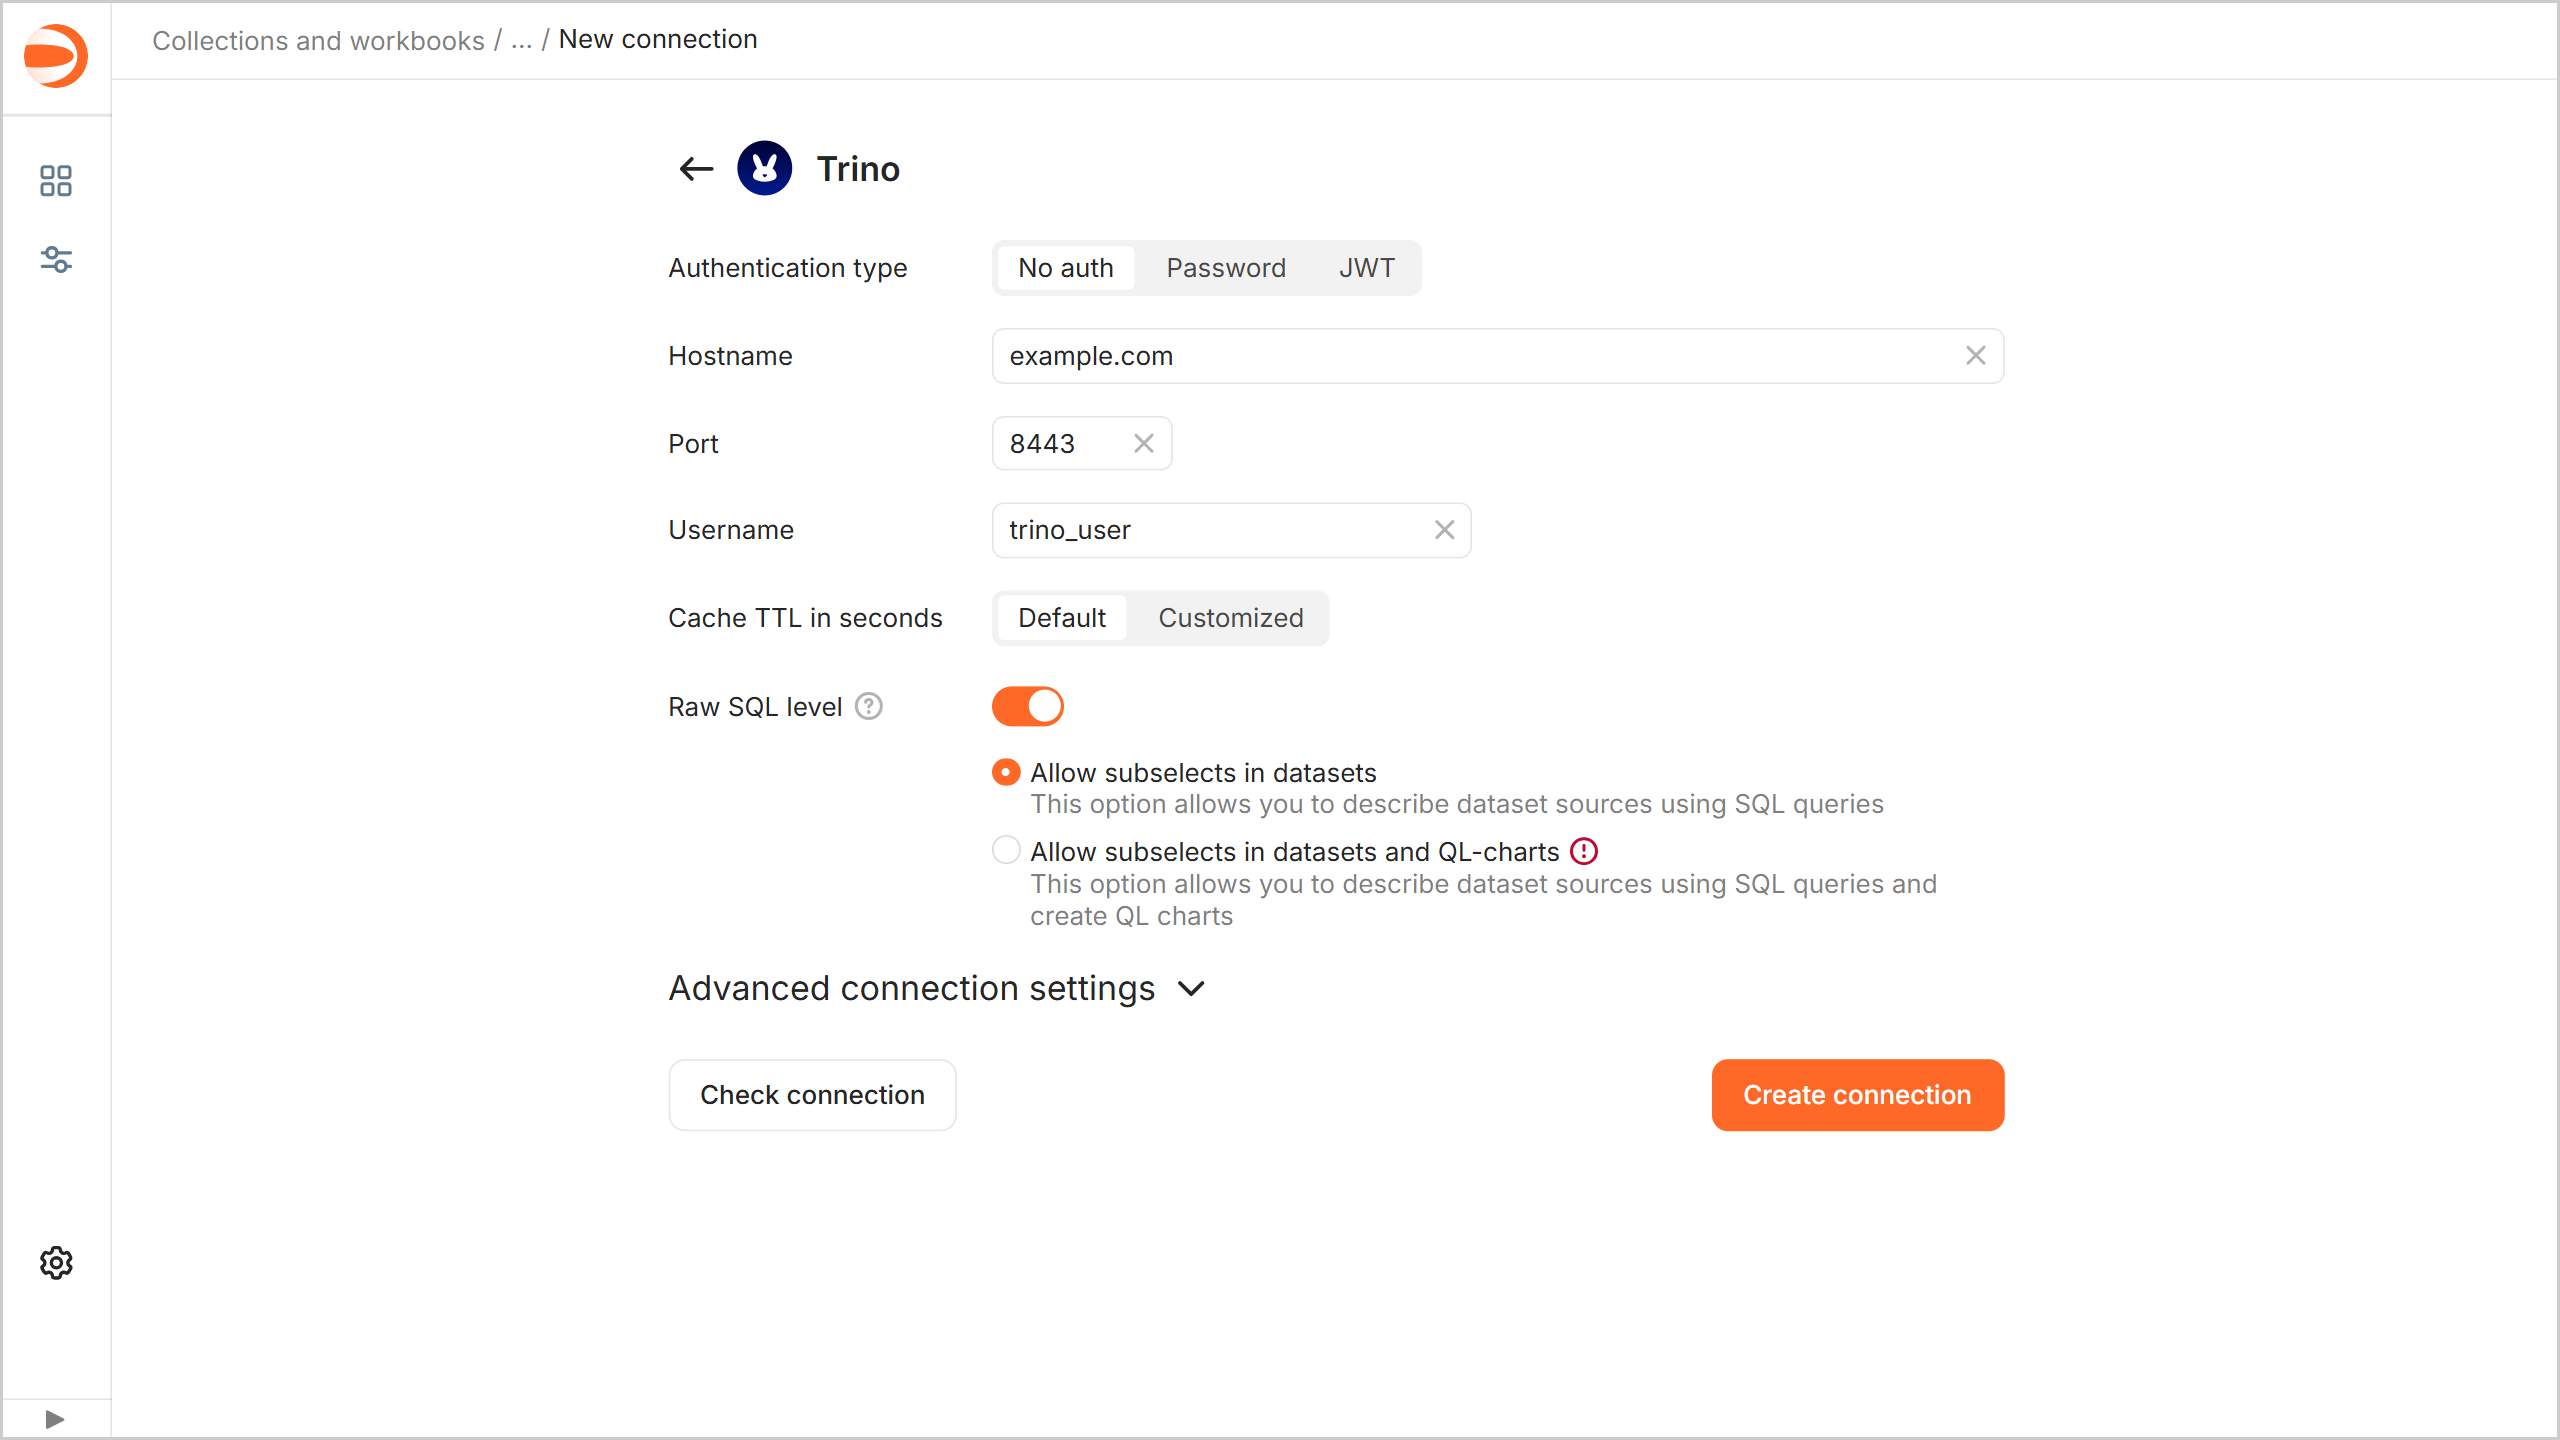 Collections and workbooks / ... / New connection
Trino
Authentication type No auth Password JWT
Hostname example.com
Port 8443
Username trino_user
Cache TTL in seconds Default Customized
Raw SQL level ?
Allow subselects in datasets
This option allows you to describe dataset sources using SQL queries
Allow subselects in datasets and QL-charts
This option allows you to describe dataset sources using SQL queries and
create QL charts
Advanced connection settings
Check connection Create connection